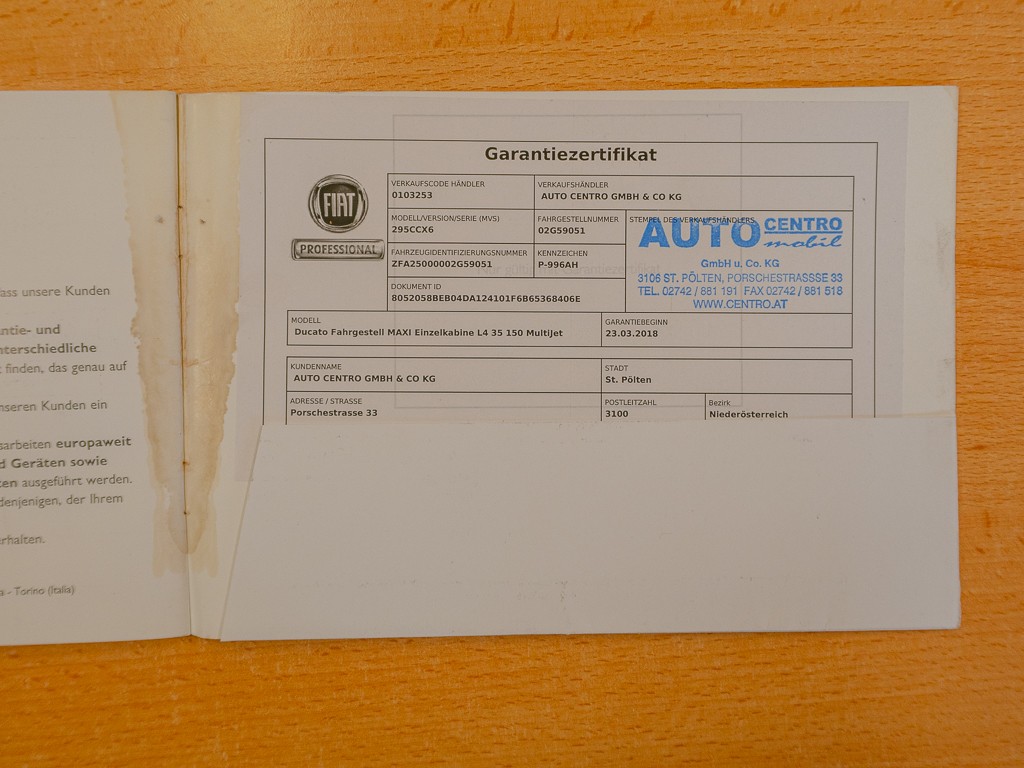 ass unsere Kunden
ntie- und
nterschiedliche
finden, das genau auf
nseren Kunden ein
sarbeiten europaweit
d Geräten sowie
ten ausgeführt werden.
denjenigen, der Ihrem
erhalten.
a - Torino (Italia)
Garantiezertifikat
FIAT
PROFESSIONAL
VERKAUFSCODE HÄNDLER
0103253
VERKAUFSHÄNDLER
AUTO CENTRO GMBH & CO KG
MODELL/VERSION/SERIE (MVS)
295CCX6
FAHRGESTELLNUMMER
02G59051
STEMPEL DES VERKAUFSHÄNDLERS
AUTO CENTRO
mobil
GmbH u. Co. KG
3106 ST. PÖLTEN, PORSCHESTRASSSE 33
TEL. 02742 / 881 191 | FAX 02742 / 881 518
WWW.CENTRO.AT
FAHRZEUGIDENTIFIZIERUNGSNUMMER
ZFA25000002G59051
KENNZEICHEN
P-996AH
DOKUMENT ID
8052058BEB04DA124101F6B65368406E
MODELL
Ducato Fahrgestell MAXI Einzelkabine L4 35 150 MultiJet
GARANTIEBEGINN
23.03.2018
KUNDENNAME
AUTO CENTRO GMBH & CO KG
STADT
St. Pölten
ADRESSE / STRASSE
Porschestrasse 33
POSTLEITZAHL
3100
Bezirk
Niederösterreich